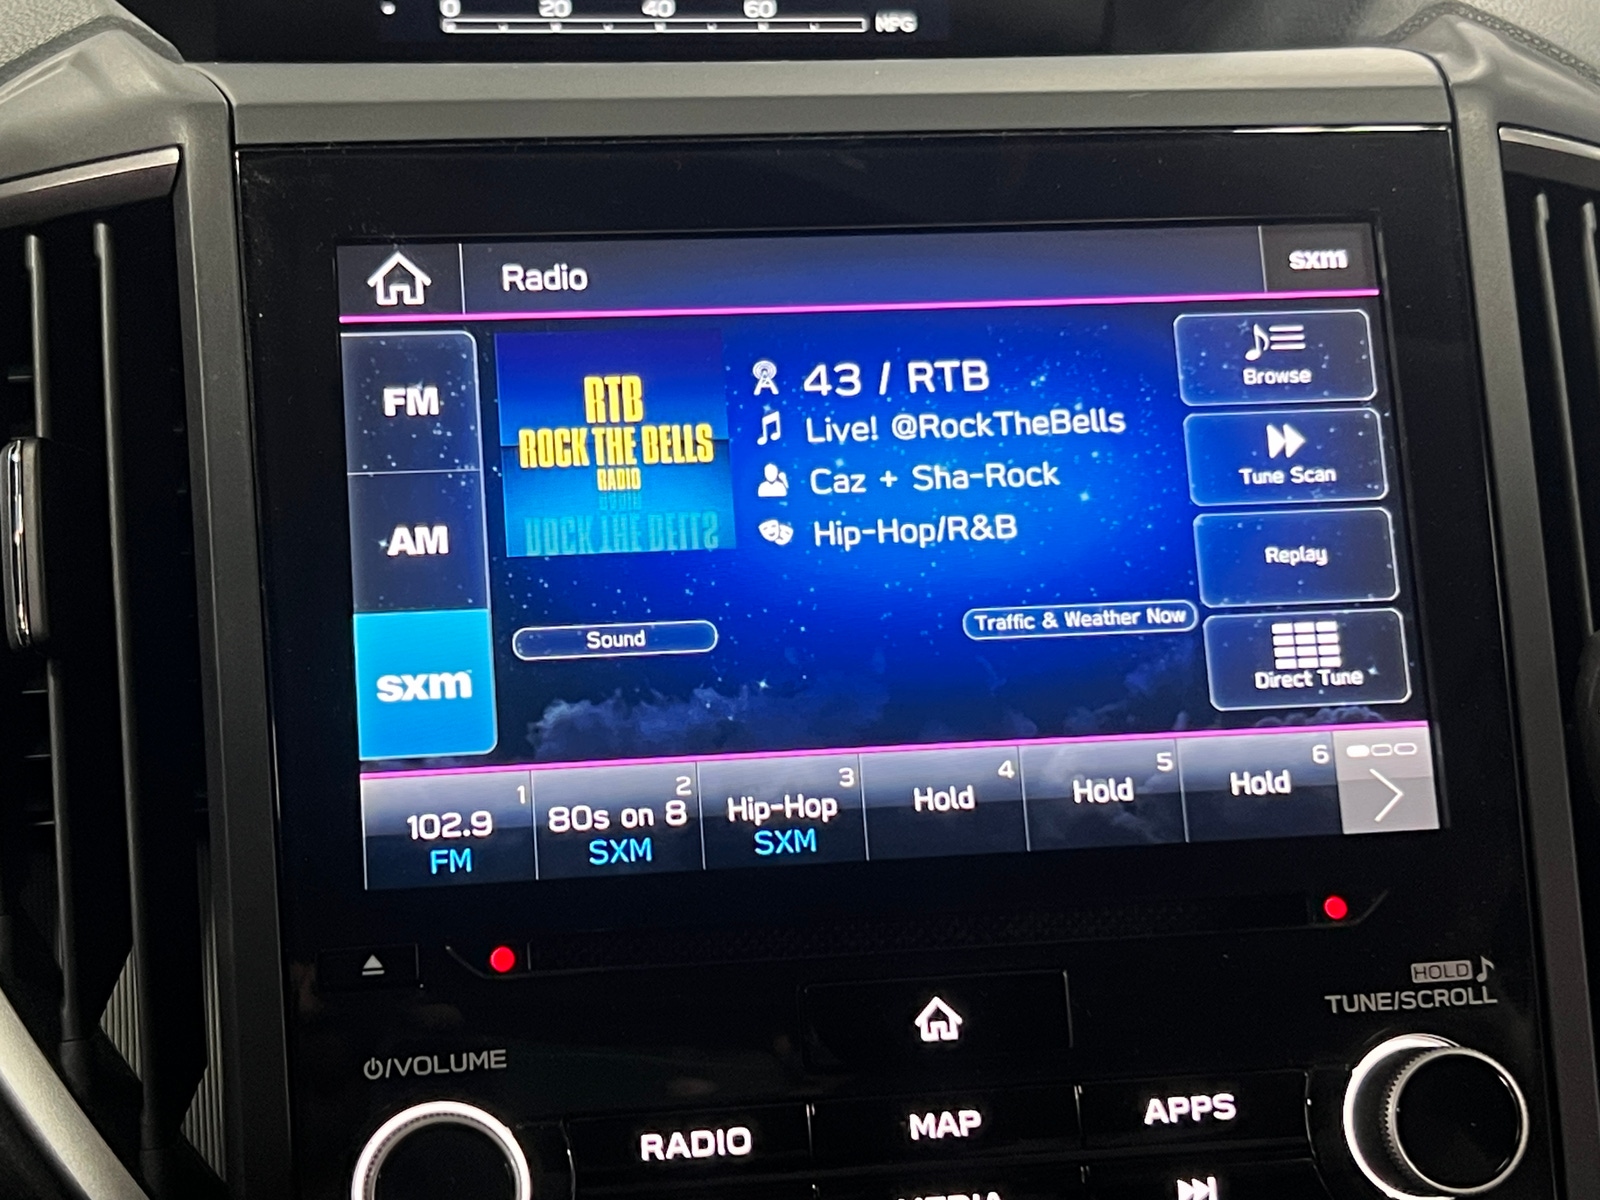 0 20 40 60 MPG
Radio
sxm
FM
AM
sxm
RTB
ROCK THE BELLS
RADIO
43 / RTB
Live! @RockTheBells
Caz + Sha-Rock
Hip-Hop/R&B
Browse
Tune Scan
Replay
Direct Tune
Sound
Traffic & Weather Now
1
102.9
FM
2
80s on 8
SXM
3
Hip-Hop
SXM
4
Hold
5
Hold
6
Hold
HOLD
TUNE/SCROLL
/VOLUME
RADIO
MAP
APPS